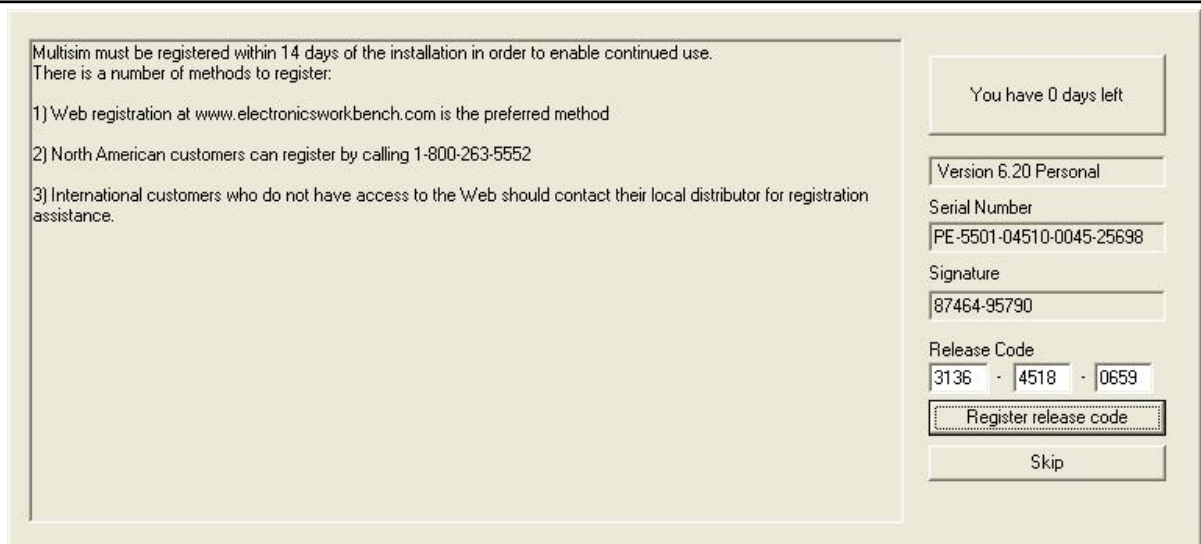 Multisim must be registered within 14 days of the installation in order to enable continued use.
There is a number of methods to register:
1) Web registration at www.electronicsworkbench.com is the preferred method
2) North American customers can register by calling 1-800-263-5552
3) International customers who do not have access to the Web should contact their local distributor for registration
assistance.
You have 0 days left
Version 6.20 Personal
Serial Number
PE-5501-04510-0045-25698
Signature
87464-95790
Release Code
3136 - 4518 - 0659
Register release code
Skip